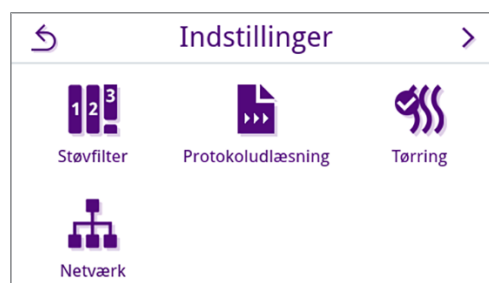 Indstillinger
1 2 3
Støvfilter Protokoludlæsning Tørring
Netværk